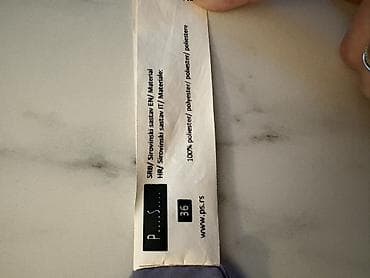 P....S....
36
www.ps.rs
SRB/ Sirovinski sastav EN/ Material
HR/ Sirovinski sastav IT/ Materiale:
100% poliester/ polyester/ poliester/ poliestere